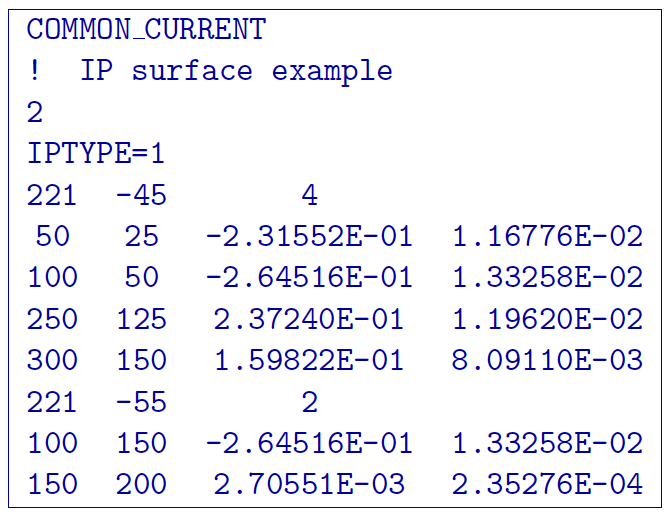 COMMON_CURRENT
!  IP surface example
2
IPTYPE=1
221  -45  4
50  25  -2.31552E-01  1.16776E-02
100  50  -2.64516E-01  1.33258E-02
250  125  2.37240E-01  1.19620E-02
300  150  1.59822E-01  8.09110E-03
221  -55  2
100  150  -2.64516E-01  1.33258E-02
150  200  2.70551E-03  2.35276E-04